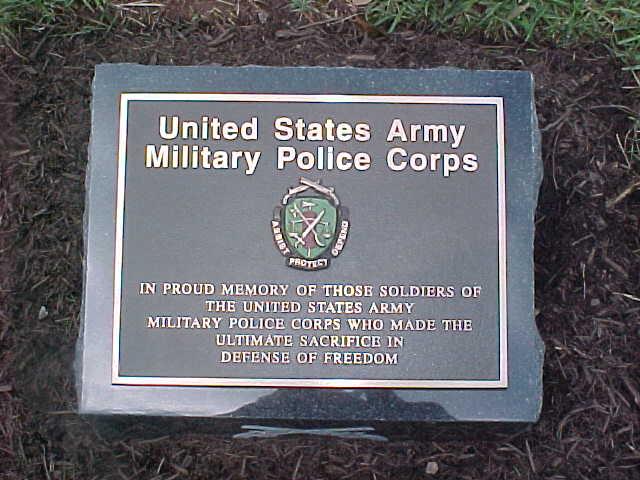 United States Army
Military Police Corps
ASSIST PROTECT DEFEND
IN PROUD MEMORY OF THOSE SOLDIERS OF
THE UNITED STATES ARMY
MILITARY POLICE CORPS WHO MADE THE
ULTIMATE SACRIFICE IN
DEFENSE OF FREEDOM